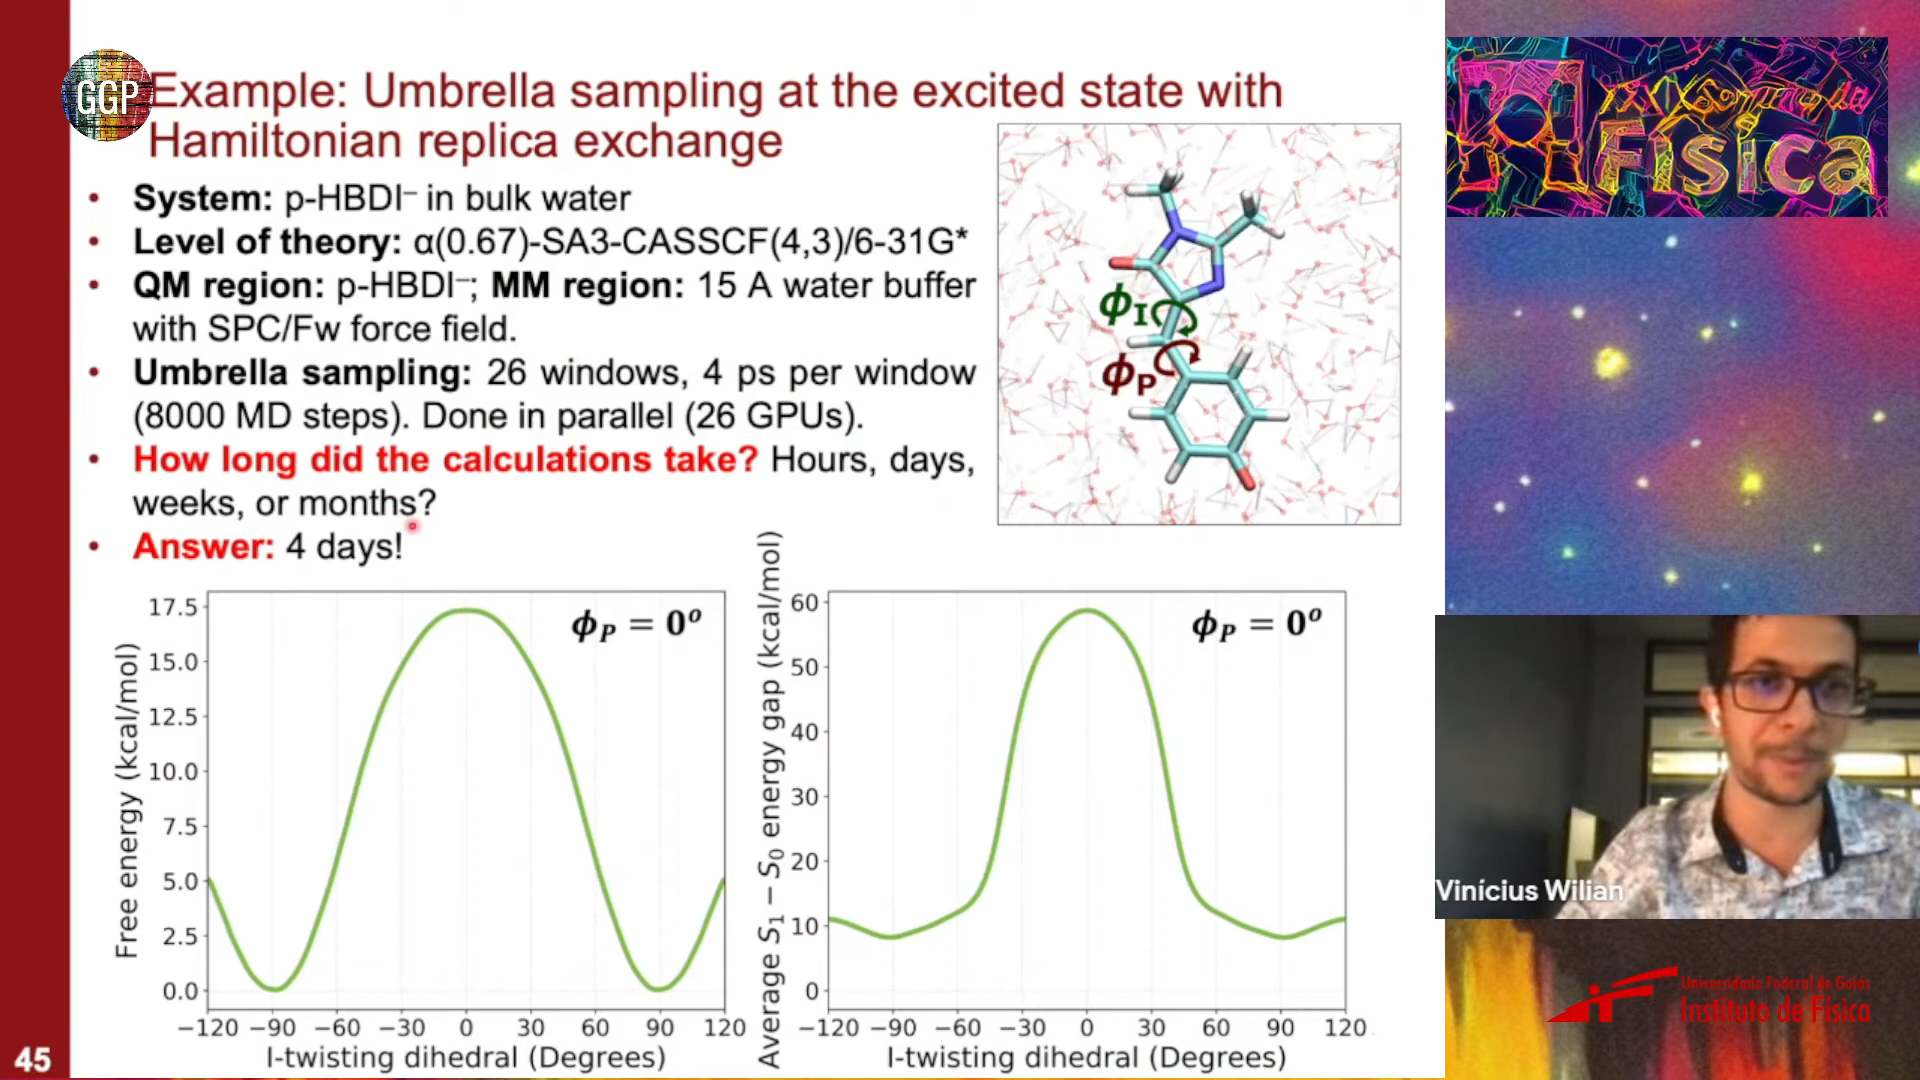 GGP
Example: Umbrella sampling at the excited state with
Hamiltonian replica exchange
• System: p-HBDI– in bulk water
• Level of theory: α(0.67)-SA3-CASSCF(4,3)/6-31G*
• QM region: p-HBDI–; MM region: 15 A water buffer
with SPC/Fw force field.
• Umbrella sampling: 26 windows, 4 ps per window
(8000 MD steps). Done in parallel (26 GPUs).
• How long did the calculations take? Hours, days,
weeks, or months?
• Answer: 4 days!
ϕI
ϕP
Free energy (kcal/mol)
17.5
15.0
12.5
10.0
7.5
5.0
2.5
0.0
ϕP = 0º
−120 −90 −60 −30 0 30 60 90 120
I-twisting dihedral (Degrees)
Average S1 − S0 energy gap (kcal/mol)
60
50
40
30
20
10
0
ϕP = 0º
−120 −90 −60 −30 0 30 60 90 120
I-twisting dihedral (Degrees)
45
Física
Vinícius Wilian
Universidade Federal de Goiás
Instituto de Física